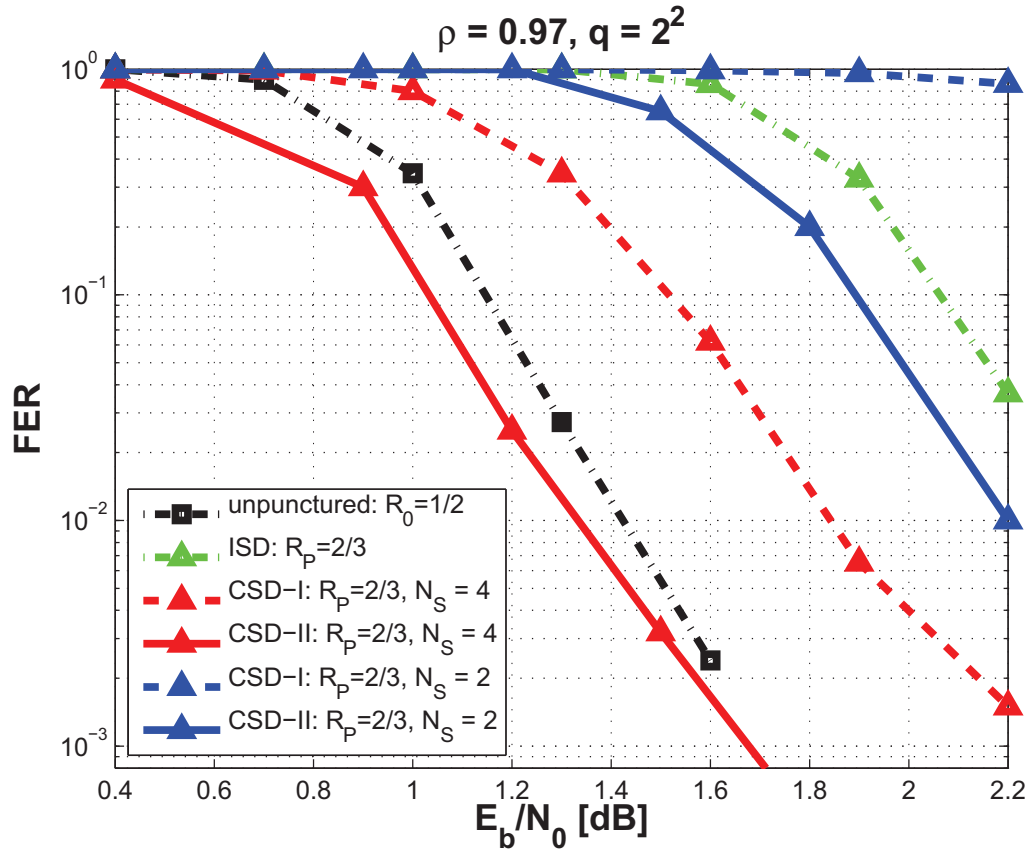 ρ = 0.97, q = 2²
10⁰
10⁻¹
10⁻²
10⁻³
FER
unpunctured: R₀=1/2
ISD: R_P=2/3
CSD−I: R_P=2/3, N_S = 4
CSD−II: R_P=2/3, N_S = 4
CSD−I: R_P=2/3, N_S = 2
CSD−II: R_P=2/3, N_S = 2
0.4 0.6 0.8 1 1.2 1.4 1.6 1.8 2 2.2
E_b/N₀ [dB]